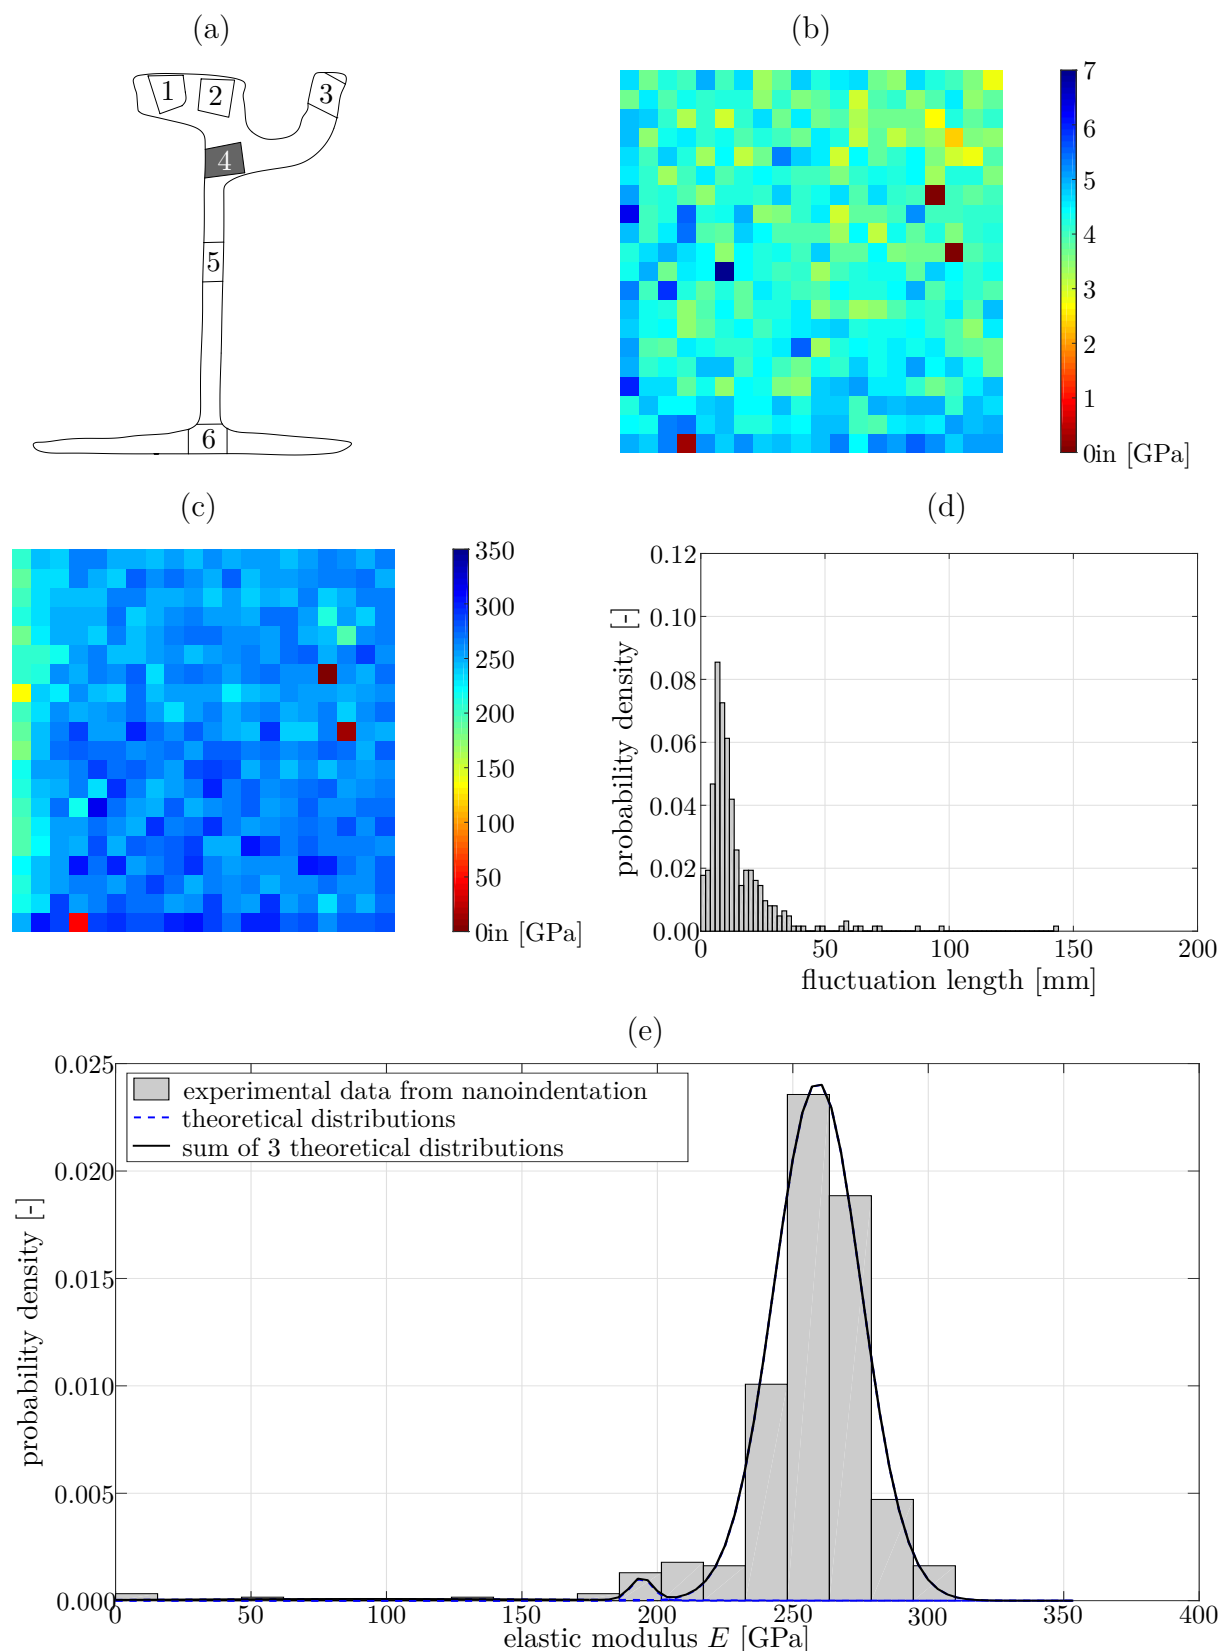 (a)
1
2
3
4
5
6
(b)
7
6
5
4
3
2
1
0in [GPa]
(c)
350
300
250
200
150
100
50
0in [GPa]
(d)
probability density [-]
0.12
0.10
0.08
0.06
0.04
0.02
0.00
0 50 100 150 200
fluctuation length [mm]
(e)
probability density [-]
0.025
0.020
0.015
0.010
0.005
0.000
experimental data from nanoindentation
theoretical distributions
sum of 3 theoretical distributions
0 50 100 150 200 250 300 350 400
elastic modulus E [GPa]